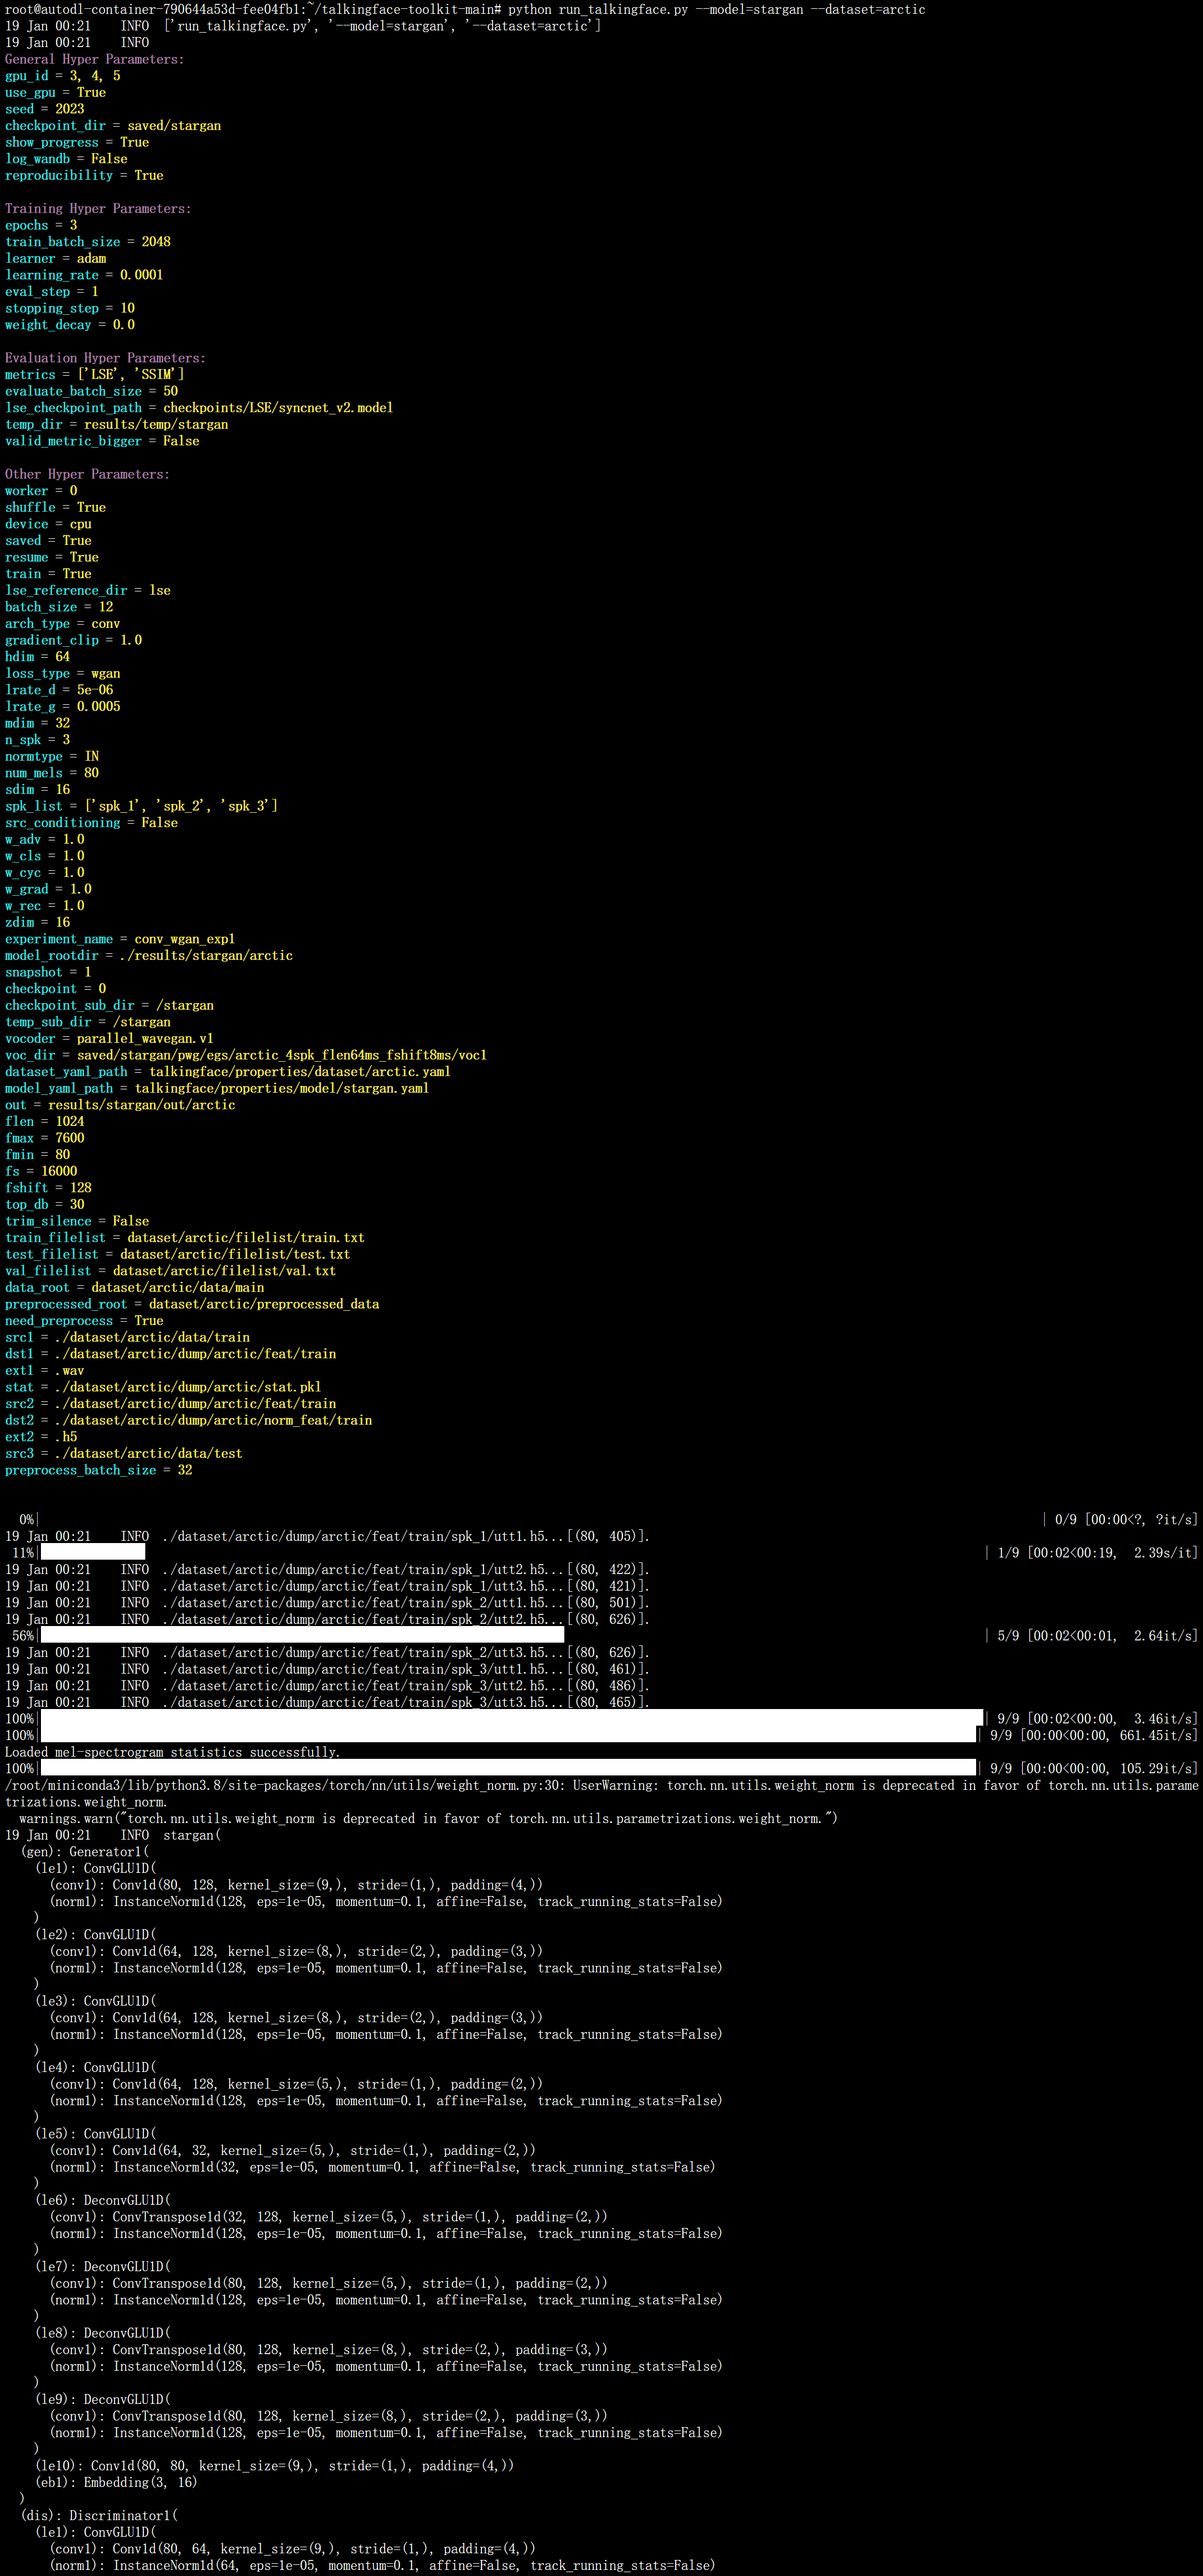 root@autodl-container-790644a53d-fee04fb1:~/talkingface-toolkit-main# python run_talkingface.py --model=stargan --dataset=arctic
19 Jan 00:21    INFO  ['run_talkingface.py', '--model=stargan', '--dataset=arctic']
19 Jan 00:21    INFO
General Hyper Parameters:
gpu_id = 3, 4, 5
use_gpu = True
seed = 2023
checkpoint_dir = saved/stargan
show_progress = True
log_wandb = False
reproducibility = True

Training Hyper Parameters:
epochs = 3
train_batch_size = 2048
learner = adam
learning_rate = 0.0001
eval_step = 1
stopping_step = 10
weight_decay = 0.0

Evaluation Hyper Parameters:
metrics = ['LSE', 'SSIM']
evaluate_batch_size = 50
lse_checkpoint_path = checkpoints/LSE/syncnet_v2.model
temp_dir = results/temp/stargan
valid_metric_bigger = False

Other Hyper Parameters:
worker = 0
shuffle = True
device = cpu
saved = True
resume = True
train = True
lse_reference_dir = lse
batch_size = 12
arch_type = conv
gradient_clip = 1.0
hdim = 64
loss_type = wgan
lrate_d = 5e-06
lrate_g = 0.0005
mdim = 32
n_spk = 3
normtype = IN
num_mels = 80
sdim = 16
spk_list = ['spk_1', 'spk_2', 'spk_3']
src_conditioning = False
w_adv = 1.0
w_cls = 1.0
w_cyc = 1.0
w_grad = 1.0
w_rec = 1.0
zdim = 16
experiment_name = conv_wgan_exp1
model_rootdir = ./results/stargan/arctic
snapshot = 1
checkpoint = 0
checkpoint_sub_dir = /stargan
temp_sub_dir = /stargan
vocoder = parallel_wavegan.v1
voc_dir = saved/stargan/pwg/egs/arctic_4spk_flen64ms_fshift8ms/voc1
dataset_yaml_path = talkingface/properties/dataset/arctic.yaml
model_yaml_path = talkingface/properties/model/stargan.yaml
out = results/stargan/out/arctic
flen = 1024
fmax = 7600
fmin = 80
fs = 16000
fshift = 128
top_db = 30
trim_silence = False
train_filelist = dataset/arctic/filelist/train.txt
test_filelist = dataset/arctic/filelist/test.txt
val_filelist = dataset/arctic/filelist/val.txt
data_root = dataset/arctic/data/main
preprocessed_root = dataset/arctic/preprocessed_data
need_preprocess = True
src1 = ./dataset/arctic/data/train
dst1 = ./dataset/arctic/dump/arctic/feat/train
ext1 = .wav
stat = ./dataset/arctic/dump/arctic/stat.pkl
src2 = ./dataset/arctic/dump/arctic/feat/train
dst2 = ./dataset/arctic/dump/arctic/norm_feat/train
ext2 = .h5
src3 = ./dataset/arctic/data/test
preprocess_batch_size = 32

  0%| | 0/9 [00:00<?, ?it/s]
19 Jan 00:21    INFO  ./dataset/arctic/dump/arctic/feat/train/spk_1/utt1.h5...[(80, 405)].
 11%| | 1/9 [00:02<00:19,  2.39s/it]
19 Jan 00:21    INFO  ./dataset/arctic/dump/arctic/feat/train/spk_1/utt2.h5...[(80, 422)].
19 Jan 00:21    INFO  ./dataset/arctic/dump/arctic/feat/train/spk_1/utt3.h5...[(80, 421)].
19 Jan 00:21    INFO  ./dataset/arctic/dump/arctic/feat/train/spk_2/utt1.h5...[(80, 501)].
19 Jan 00:21    INFO  ./dataset/arctic/dump/arctic/feat/train/spk_2/utt2.h5...[(80, 626)].
 56%| | 5/9 [00:02<00:01,  2.64it/s]
19 Jan 00:21    INFO  ./dataset/arctic/dump/arctic/feat/train/spk_2/utt3.h5...[(80, 626)].
19 Jan 00:21    INFO  ./dataset/arctic/dump/arctic/feat/train/spk_3/utt1.h5...[(80, 461)].
19 Jan 00:21    INFO  ./dataset/arctic/dump/arctic/feat/train/spk_3/utt2.h5...[(80, 486)].
19 Jan 00:21    INFO  ./dataset/arctic/dump/arctic/feat/train/spk_3/utt3.h5...[(80, 465)].
100%| | 9/9 [00:02<00:00,  3.46it/s]
100%| | 9/9 [00:00<00:00, 661.45it/s]
Loaded mel-spectrogram statistics successfully.
100%| | 9/9 [00:00<00:00, 105.29it/s]
/root/miniconda3/lib/python3.8/site-packages/torch/nn/utils/weight_norm.py:30: UserWarning: torch.nn.utils.weight_norm is deprecated in favor of torch.nn.utils.parame
trizations.weight_norm.
  warnings.warn("torch.nn.utils.weight_norm is deprecated in favor of torch.nn.utils.parametrizations.weight_norm.")
19 Jan 00:21    INFO  stargan(
  (gen): Generator1(
    (le1): ConvGLU1D(
      (conv1): Conv1d(80, 128, kernel_size=(9,), stride=(1,), padding=(4,))
      (norm1): InstanceNorm1d(128, eps=1e-05, momentum=0.1, affine=False, track_running_stats=False)
    )
    (le2): ConvGLU1D(
      (conv1): Conv1d(64, 128, kernel_size=(8,), stride=(2,), padding=(3,))
      (norm1): InstanceNorm1d(128, eps=1e-05, momentum=0.1, affine=False, track_running_stats=False)
    )
    (le3): ConvGLU1D(
      (conv1): Conv1d(64, 128, kernel_size=(8,), stride=(2,), padding=(3,))
      (norm1): InstanceNorm1d(128, eps=1e-05, momentum=0.1, affine=False, track_running_stats=False)
    )
    (le4): ConvGLU1D(
      (conv1): Conv1d(64, 128, kernel_size=(5,), stride=(1,), padding=(2,))
      (norm1): InstanceNorm1d(128, eps=1e-05, momentum=0.1, affine=False, track_running_stats=False)
    )
    (le5): ConvGLU1D(
      (conv1): Conv1d(64, 32, kernel_size=(5,), stride=(1,), padding=(2,))
      (norm1): InstanceNorm1d(32, eps=1e-05, momentum=0.1, affine=False, track_running_stats=False)
    )
    (le6): DeconvGLU1D(
      (conv1): ConvTranspose1d(32, 128, kernel_size=(5,), stride=(1,), padding=(2,))
      (norm1): InstanceNorm1d(128, eps=1e-05, momentum=0.1, affine=False, track_running_stats=False)
    )
    (le7): DeconvGLU1D(
      (conv1): ConvTranspose1d(80, 128, kernel_size=(5,), stride=(1,), padding=(2,))
      (norm1): InstanceNorm1d(128, eps=1e-05, momentum=0.1, affine=False, track_running_stats=False)
    )
    (le8): DeconvGLU1D(
      (conv1): ConvTranspose1d(80, 128, kernel_size=(8,), stride=(2,), padding=(3,))
      (norm1): InstanceNorm1d(128, eps=1e-05, momentum=0.1, affine=False, track_running_stats=False)
    )
    (le9): DeconvGLU1D(
      (conv1): ConvTranspose1d(80, 128, kernel_size=(8,), stride=(2,), padding=(3,))
      (norm1): InstanceNorm1d(128, eps=1e-05, momentum=0.1, affine=False, track_running_stats=False)
    )
    (le10): Conv1d(80, 80, kernel_size=(9,), stride=(1,), padding=(4,))
    (eb1): Embedding(3, 16)
  )
  (dis): Discriminator1(
    (le1): ConvGLU1D(
      (conv1): Conv1d(80, 64, kernel_size=(9,), stride=(1,), padding=(4,))
      (norm1): InstanceNorm1d(64, eps=1e-05, momentum=0.1, affine=False, track_running_stats=False)